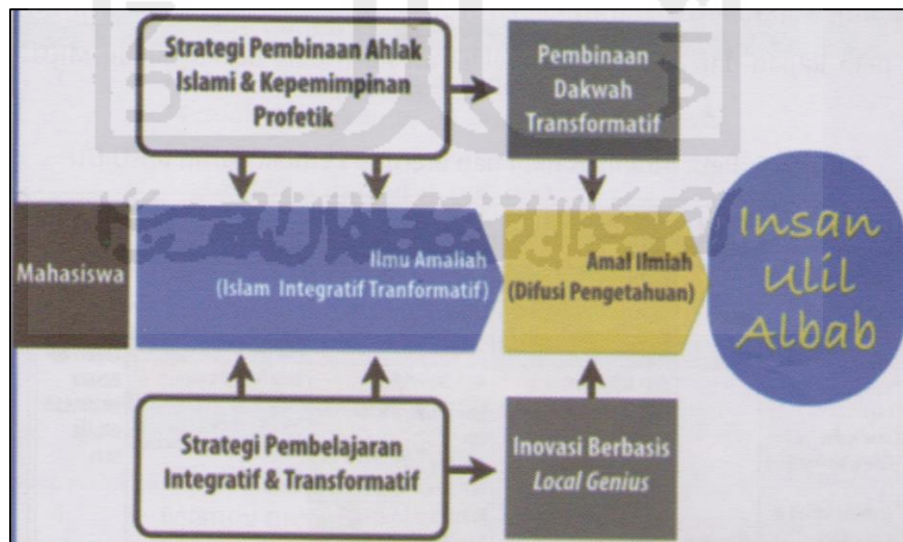 Strategi Pembinaan Ahlak
Islami & Kepemimpinan
Profetik
Pembinaan
Dakwah
Transformatif
Mahasiswa
Ilmu Amaliah
(Islam Integratif Tranformatif)
Amal Ilmiah
(Difusi Pengetahuan)
Insan
Ulil
Albab
Strategi Pembelajaran
Integratif & Transformatif
Inovasi Berbasis
Local Genius